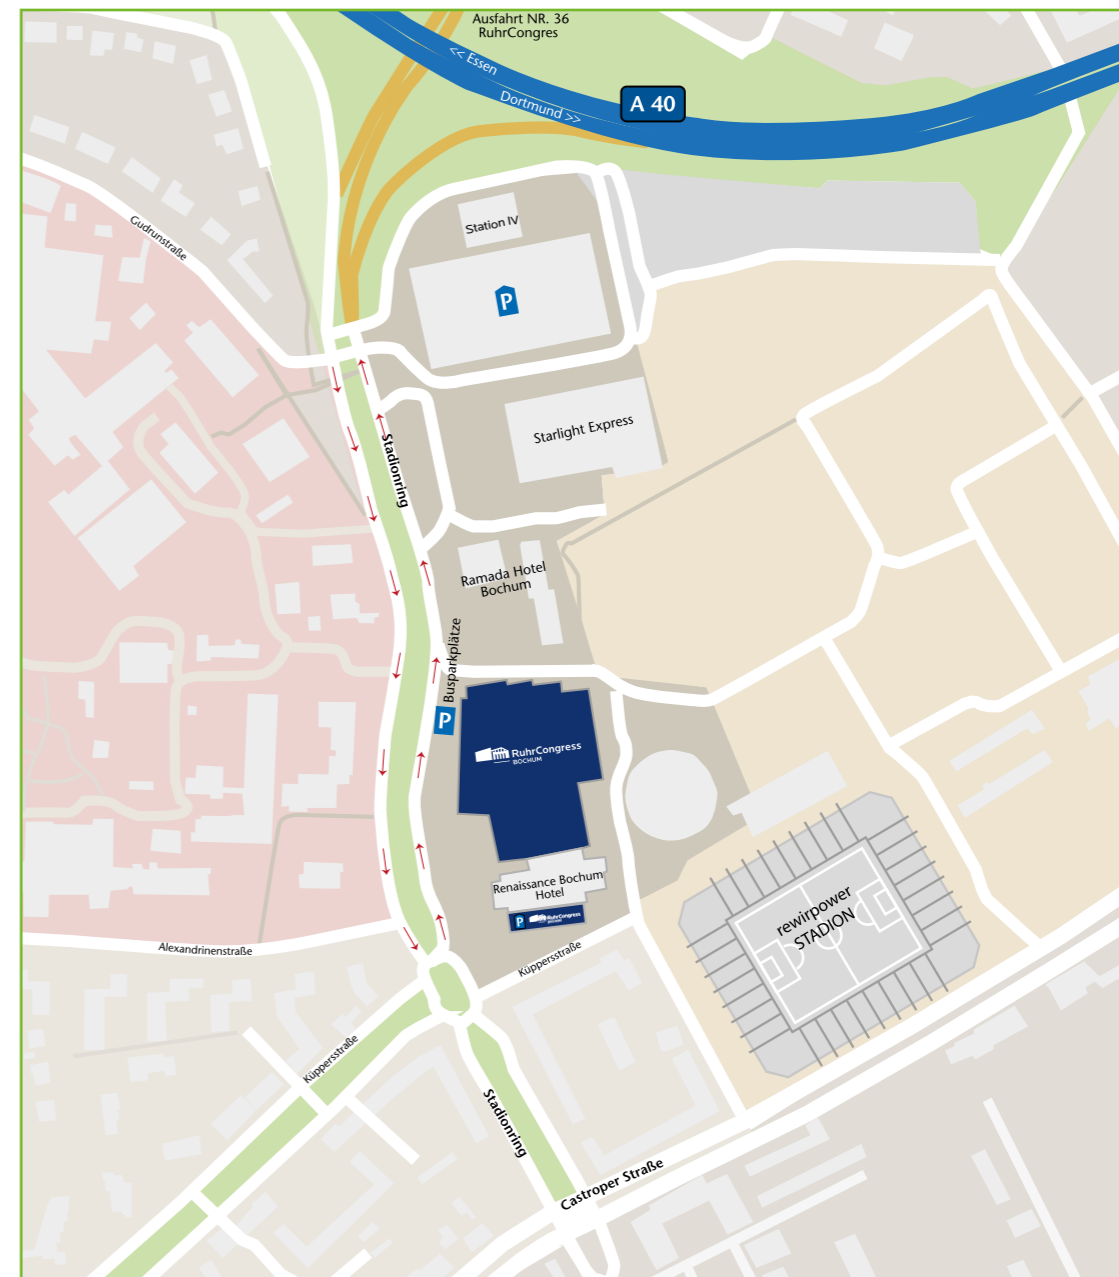 Ausfahrt NR. 36
RuhrCongres
<< Essen
Dortmund >>
A 40
Station IV
Gudrunstraße
P
Starlight Express
Stadionring
Ramada Hotel
Bochum
Busparkplätze
P
RuhrCongress
BOCHUM
Renaissance Bochum
Hotel
P RuhrCongress
BOCHUM
rewirpower
STADION
Alexandrinenstraße
Küppersstraße
Küppersstraße
Stadionring
Castroper Straße